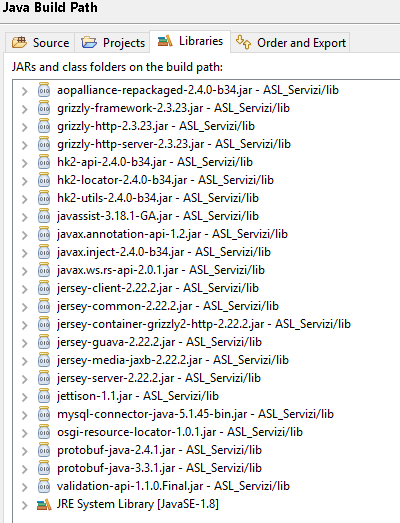 Java Build Path
Source Projects Libraries Order and Export
JARs and class folders on the build path:
aopalliance-repackaged-2.4.0-b34.jar - ASL_Servizi/lib
grizzly-framework-2.3.23.jar - ASL_Servizi/lib
grizzly-http-2.3.23.jar - ASL_Servizi/lib
grizzly-http-server-2.3.23.jar - ASL_Servizi/lib
hk2-api-2.4.0-b34.jar - ASL_Servizi/lib
hk2-locator-2.4.0-b34.jar - ASL_Servizi/lib
hk2-utils-2.4.0-b34.jar - ASL_Servizi/lib
javassist-3.18.1-GA.jar - ASL_Servizi/lib
javax.annotation-api-1.2.jar - ASL_Servizi/lib
javax.inject-2.4.0-b34.jar - ASL_Servizi/lib
javax.ws.rs-api-2.0.1.jar - ASL_Servizi/lib
jersey-client-2.22.2.jar - ASL_Servizi/lib
jersey-common-2.22.2.jar - ASL_Servizi/lib
jersey-container-grizzly2-http-2.22.2.jar - ASL_Servizi/lib
jersey-guava-2.22.2.jar - ASL_Servizi/lib
jersey-media-jaxb-2.22.2.jar - ASL_Servizi/lib
jersey-server-2.22.2.jar - ASL_Servizi/lib
jettison-1.1.jar - ASL_Servizi/lib
mysql-connector-java-5.1.45-bin.jar - ASL_Servizi/lib
osgi-resource-locator-1.0.1.jar - ASL_Servizi/lib
protobuf-java-2.4.1.jar - ASL_Servizi/lib
protobuf-java-3.3.1.jar - ASL_Servizi/lib
validation-api-1.1.0.Final.jar - ASL_Servizi/lib
JRE System Library [JavaSE-1.8]